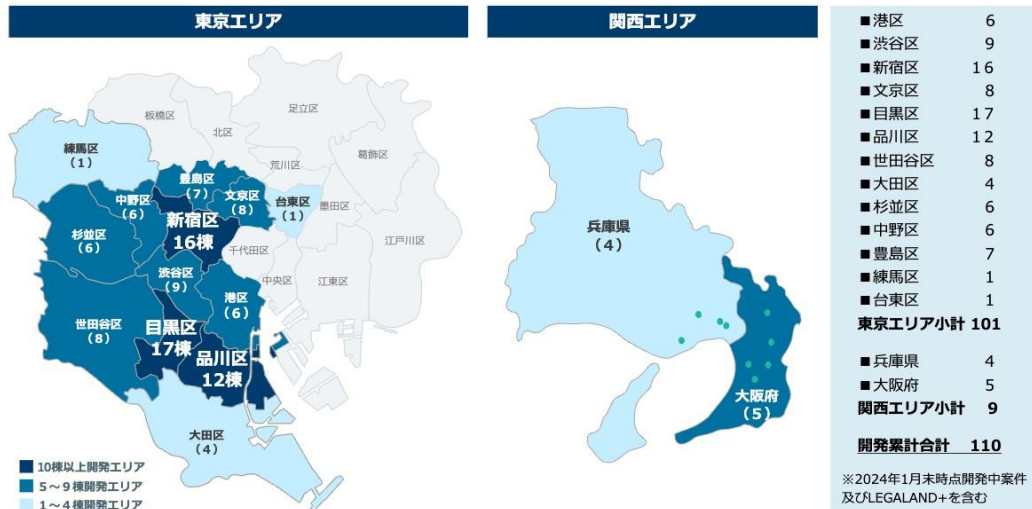 東京エリア
板橋区
北区
足立区
葛飾区
荒川区
墨田区
江戸川区
江東区
千代田区
中央区
練馬区
（1）
豊島区
（7）
文京区
（8）
台東区
（1）
中野区
（6）
新宿区
16棟
杉並区
（6）
渋谷区
（9）
港区
（6）
世田谷区
（8）
目黒区
17棟
品川区
12棟
大田区
（4）
■ 10棟以上開発エリア
■ 5～9棟開発エリア
■ 1～4棟開発エリア
関西エリア
兵庫県
（4）
大阪府
（5）
■港区 6
■渋谷区 9
■新宿区 16
■文京区 8
■目黒区 17
■品川区 12
■世田谷区 8
■大田区 4
■杉並区 6
■中野区 6
■豊島区 7
■練馬区 1
■台東区 1
東京エリア小計 101
■兵庫県 4
■大阪府 5
関西エリア小計 9
開発累計合計 110
※2024年1月末時点開発中案件
及びLEGALAND+を含む